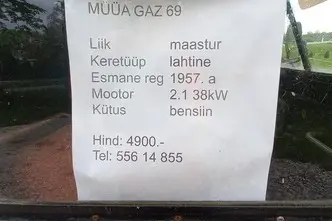 MÜÜA GAZ 69
Liik maastur
Keretüüp lahtine
Esmane reg 1957. a
Mootor 2.1 38kW
Kütus bensiin
Hind: 4900.-
Tel: 556 14 855